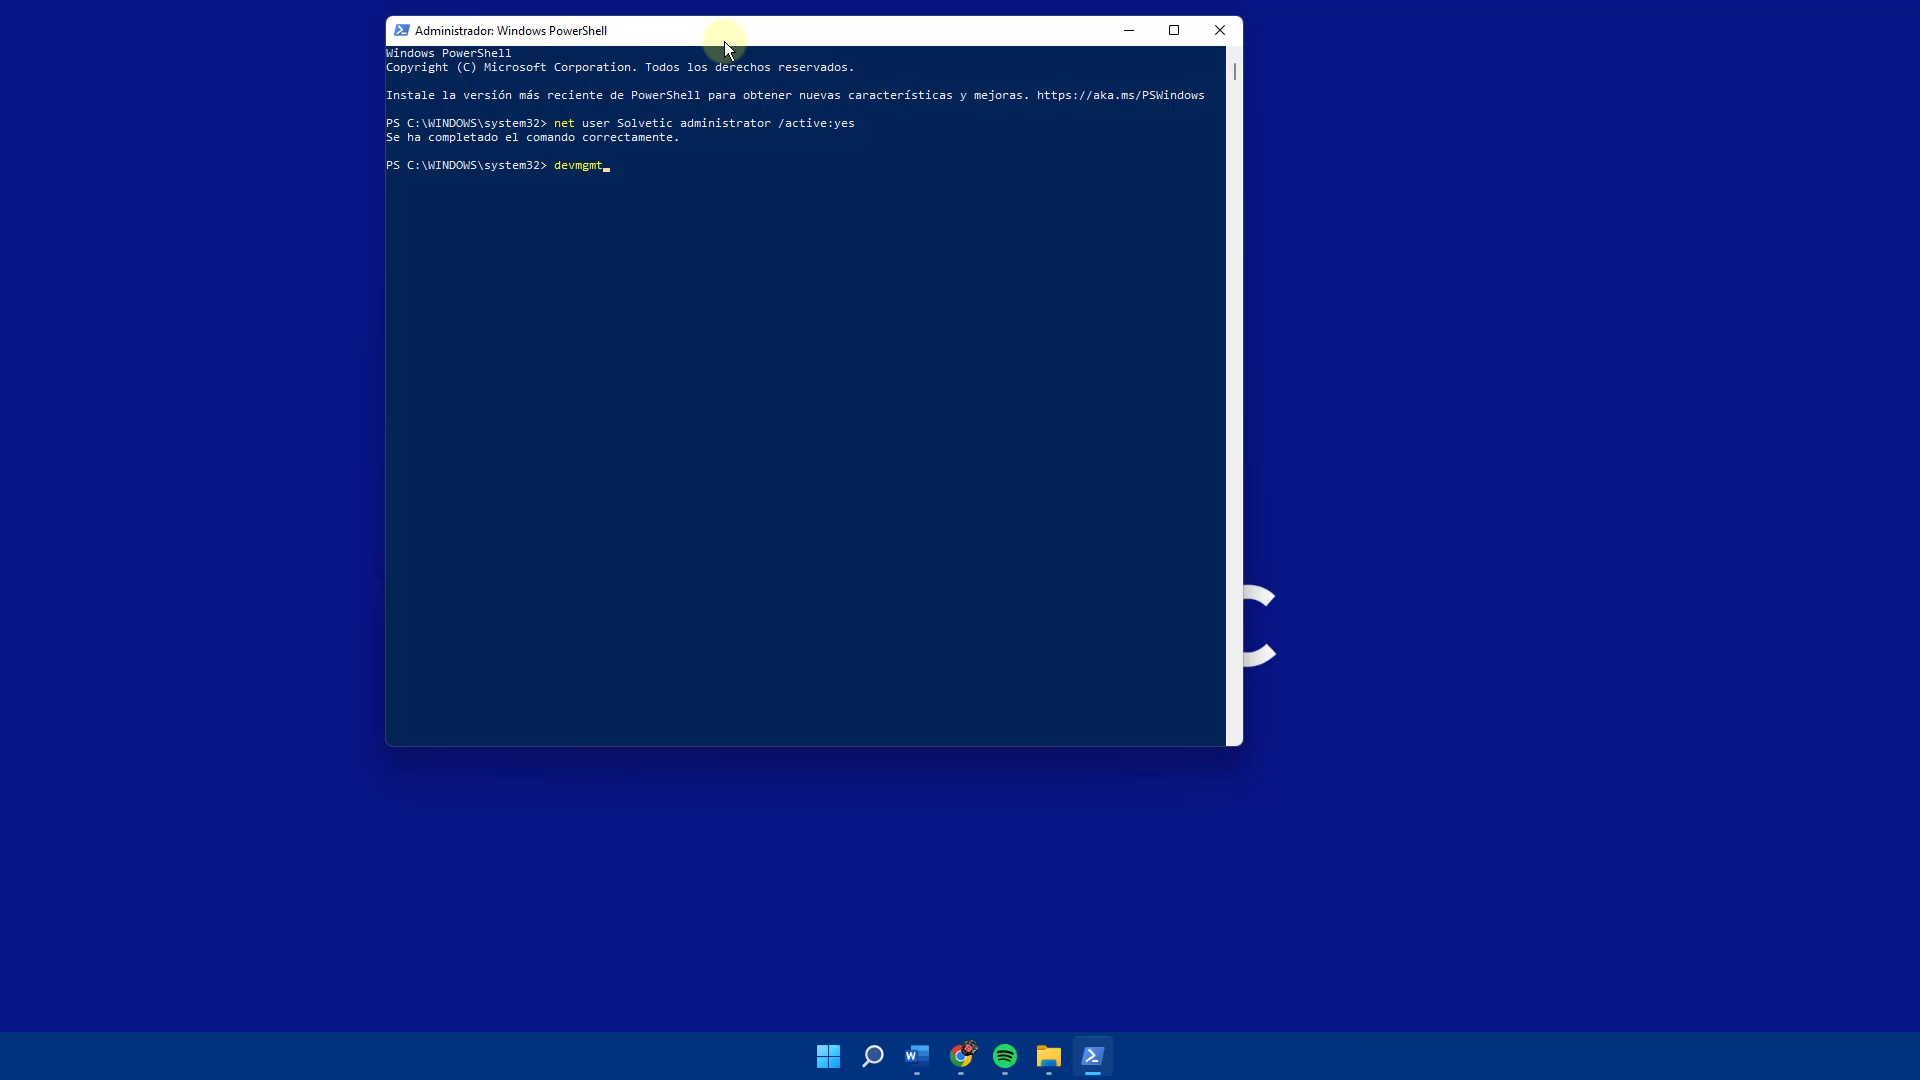 Administrador: Windows PowerShell
Windows PowerShell
Copyright (C) Microsoft Corporation. Todos los derechos reservados.
Instale la versión más reciente de PowerShell para obtener nuevas características y mejoras. https://aka.ms/PSWindows
PS C:\WINDOWS\system32> net user Solvetic administrator /active:yes
Se ha completado el comando correctamente.
PS C:\WINDOWS\system32> devmgmt
C